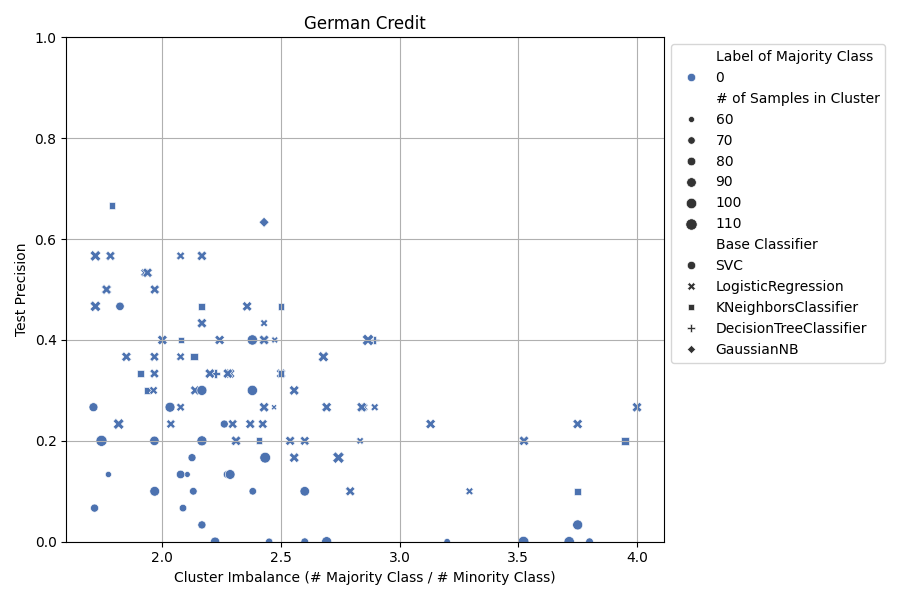 German Credit
1.0
0.8
0.6
0.4
0.2
0.0
Test Precision
2.0
2.5
3.0
3.5
4.0
Cluster Imbalance (# Majority Class / # Minority Class)
Label of Majority Class
0
# of Samples in Cluster
60
70
80
90
100
110
Base Classifier
SVC
LogisticRegression
KNeighborsClassifier
DecisionTreeClassifier
GaussianNB